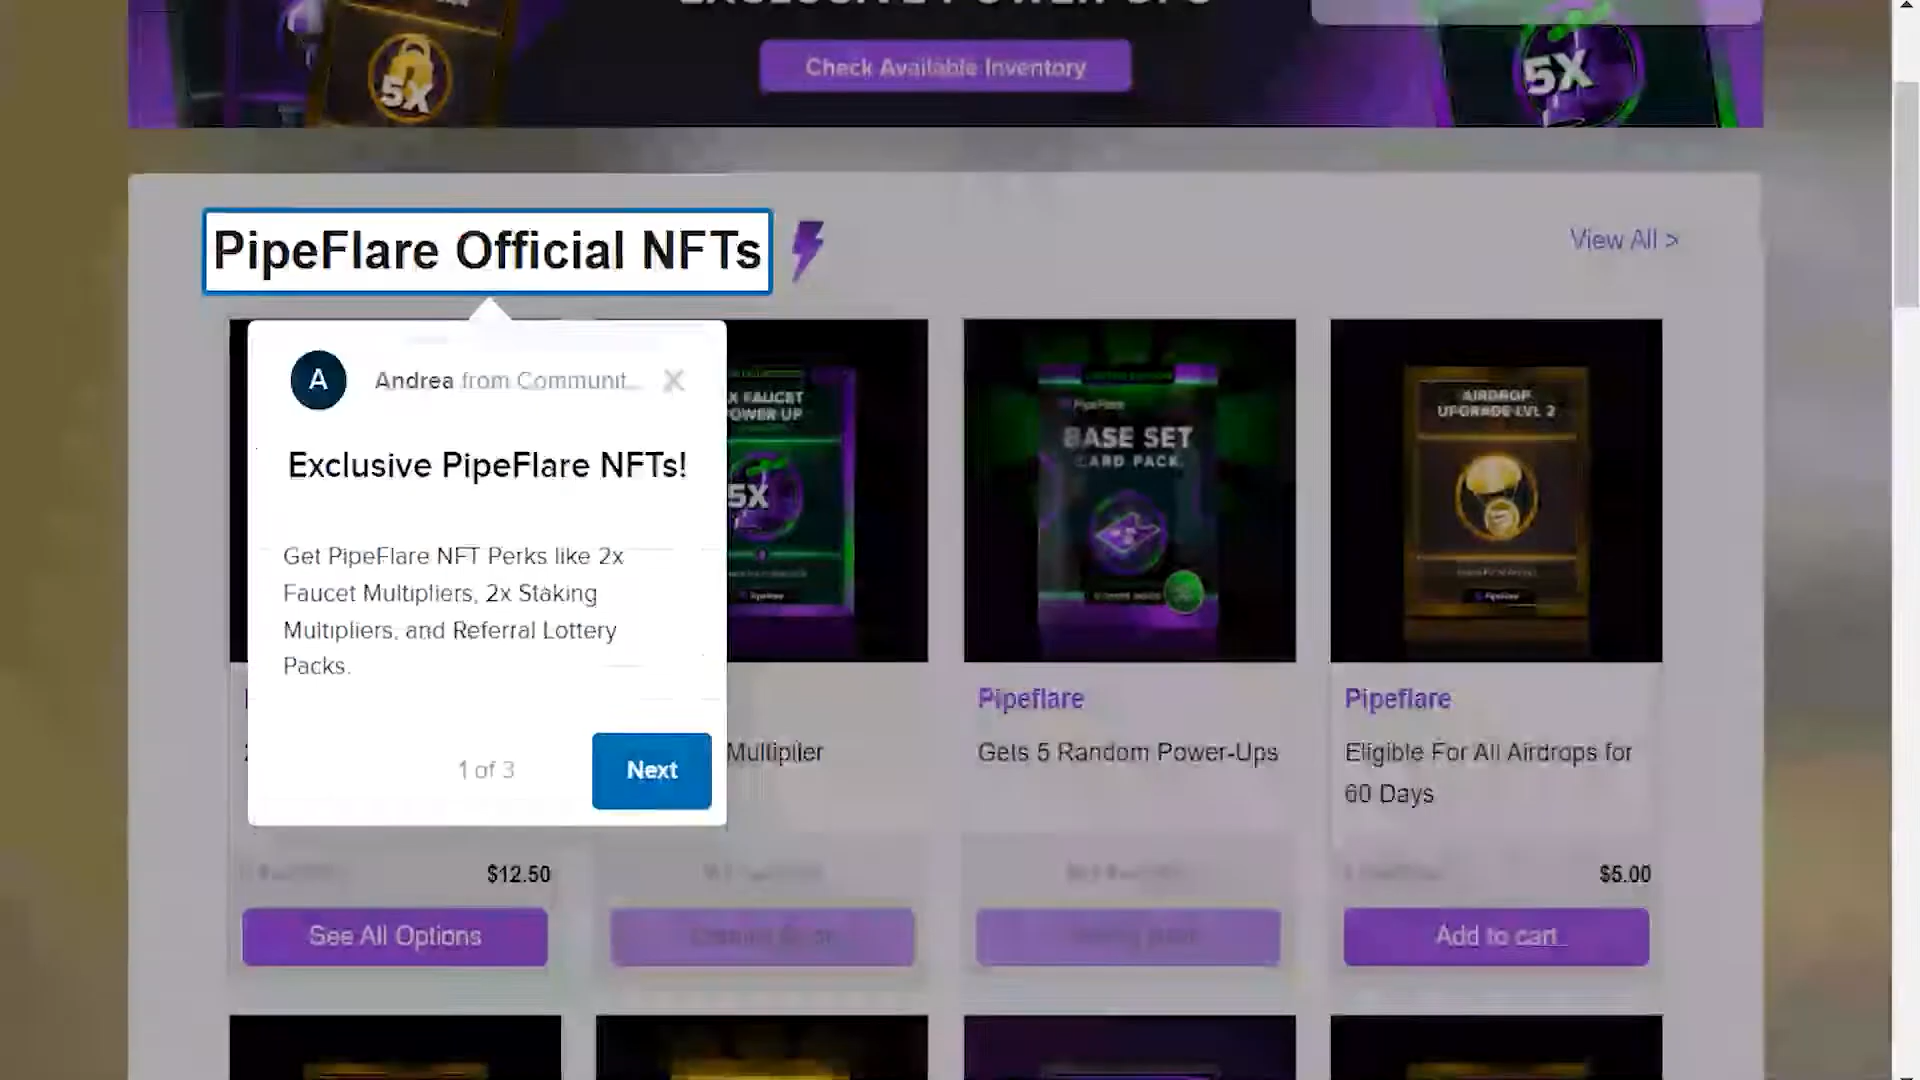 Check Available Inventory
5X
5X
PipeFlare Official NFTs
View All >
A
Andrea from Communit...
Exclusive PipeFlare NFTs!
Get PipeFlare NFT Perks like 2x
Faucet Multipliers, 2x Staking
Multipliers, and Referral Lottery
Packs.
1 of 3
Next
X FAUCET
POWER UP
5X
PipeFlare
BASE SET
CARD PACK
AIRDROP
UPGRADE LVL 2
PipeFlare
Multiplier
Pipeflare
Gets 5 Random Power-Ups
Pipeflare
Eligible For All Airdrops for
60 Days
$12.50
$5.00
See All Options
Add to cart